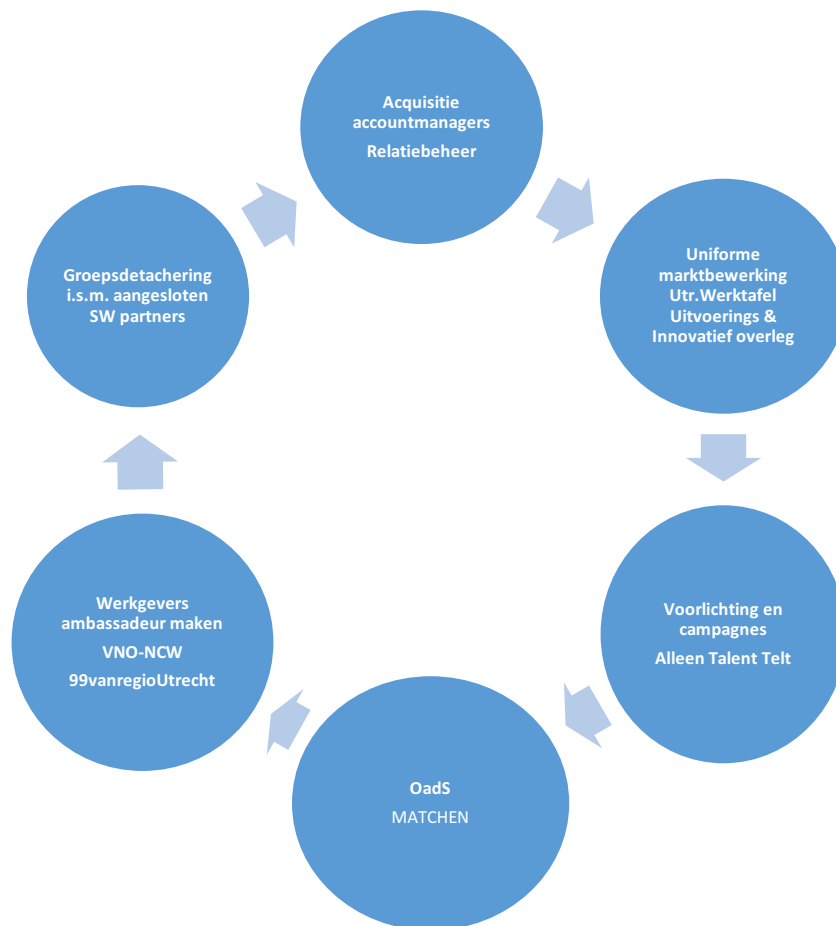 Acquisitie
accountmanagers
Relatiebeheer
Uniforme
marktbewerking
Utr.Werktafel
Uitvoerings &
Innovatief overleg
Voorlichting en
campagnes
Alleen Talent Telt
OadS
MATCHEN
Werkgevers
ambassadeur maken
VNO-NCW
99vanregioUtrecht
Groepsdetachering
i.s.m. aangesloten
SW partners